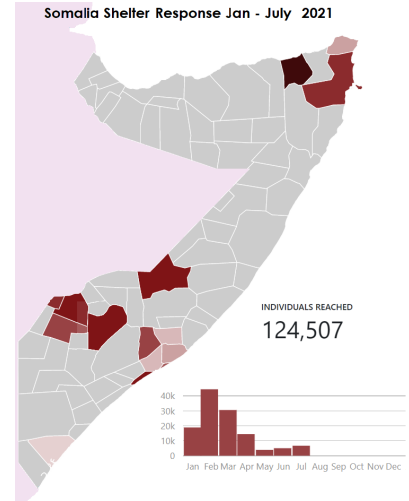 Somalia Shelter Response Jan - July 2021
INDIVIDUALS REACHED
124,507
40k
30k
20k
10k
0
Jan Feb Mar Apr May Jun Jul Aug Sep Oct Nov Dec